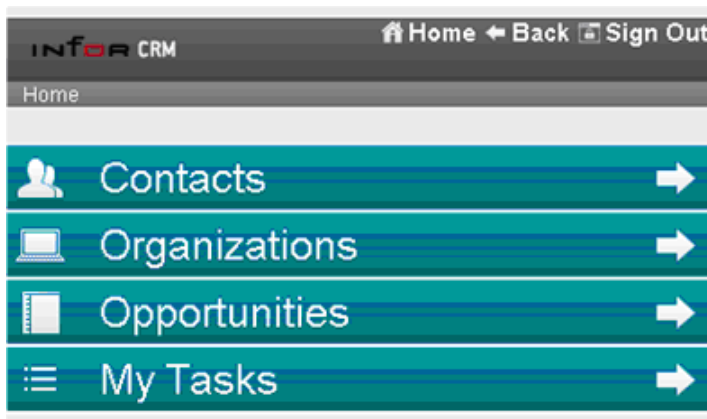 Home Back Sign Out
infor CRM
Home
Contacts
Organizations
Opportunities
My Tasks